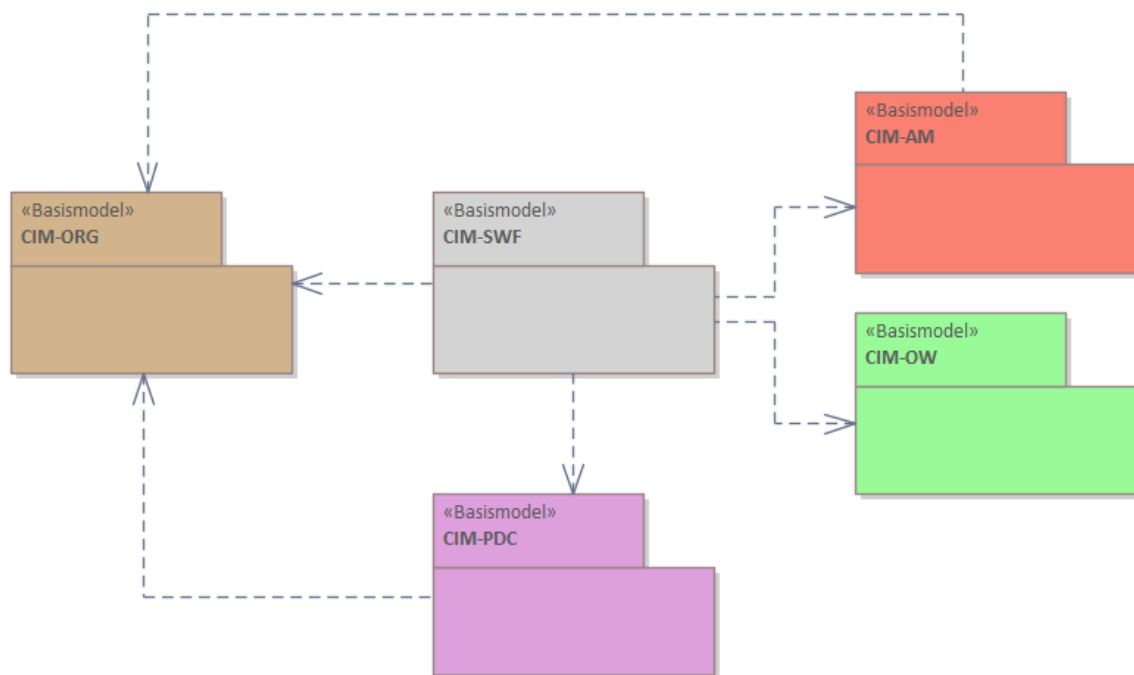 «Basismodel»
CIM-AM
«Basismodel»
CIM-ORG
«Basismodel»
CIM-SWF
«Basismodel»
CIM-OW
«Basismodel»
CIM-PDC